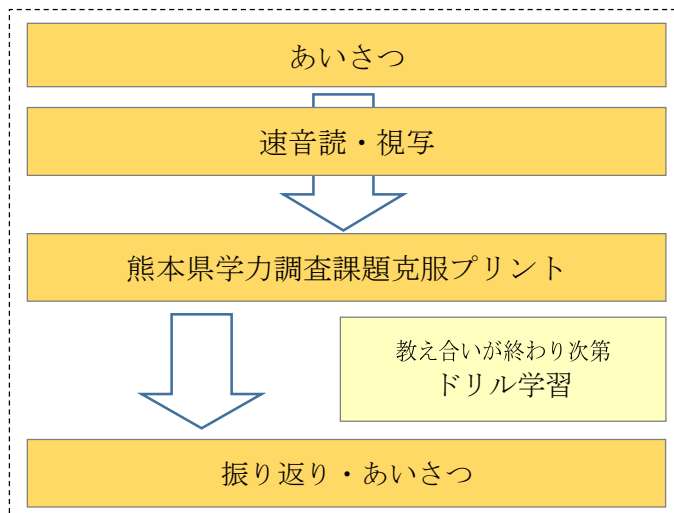 あいさつ
速音読・視写
熊本県学力調査課題克服プリント
教え合いが終わり次第
ドリル学習
振り返り・あいさつ